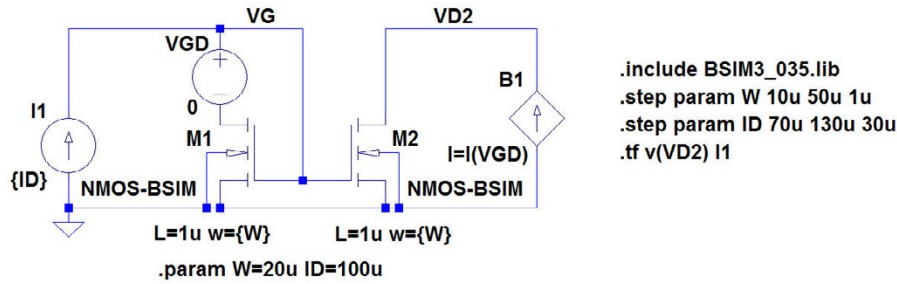 VG
VD2
VGD
B1
.include BSIM3_035.lib
.step param W 10u 50u 1u
.step param ID 70u 130u 30u
.tf v(VD2) I1
I1
0
M1
M2
I=I(VGD)
{ID}
NMOS-BSIM
NMOS-BSIM
L=1u w={W}
L=1u w={W}
.param W=20u ID=100u